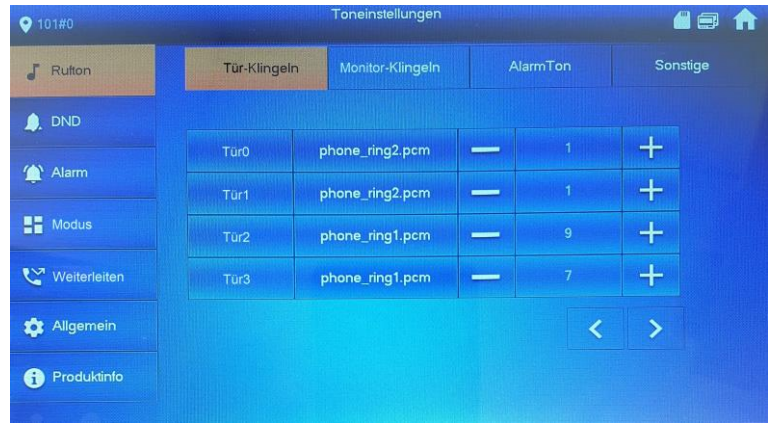 101#0
Toneinstellungen
Rufton
Tür-Klingeln
Monitor-Klingeln
AlarmTon
Sonstige
DND
Alarm
Modus
Weiterleiten
Allgemein
Produktinfo
Tür0 phone_ring2.pcm 1
Tür1 phone_ring2.pcm 1
Tür2 phone_ring1.pcm 9
Tür3 phone_ring1.pcm 7